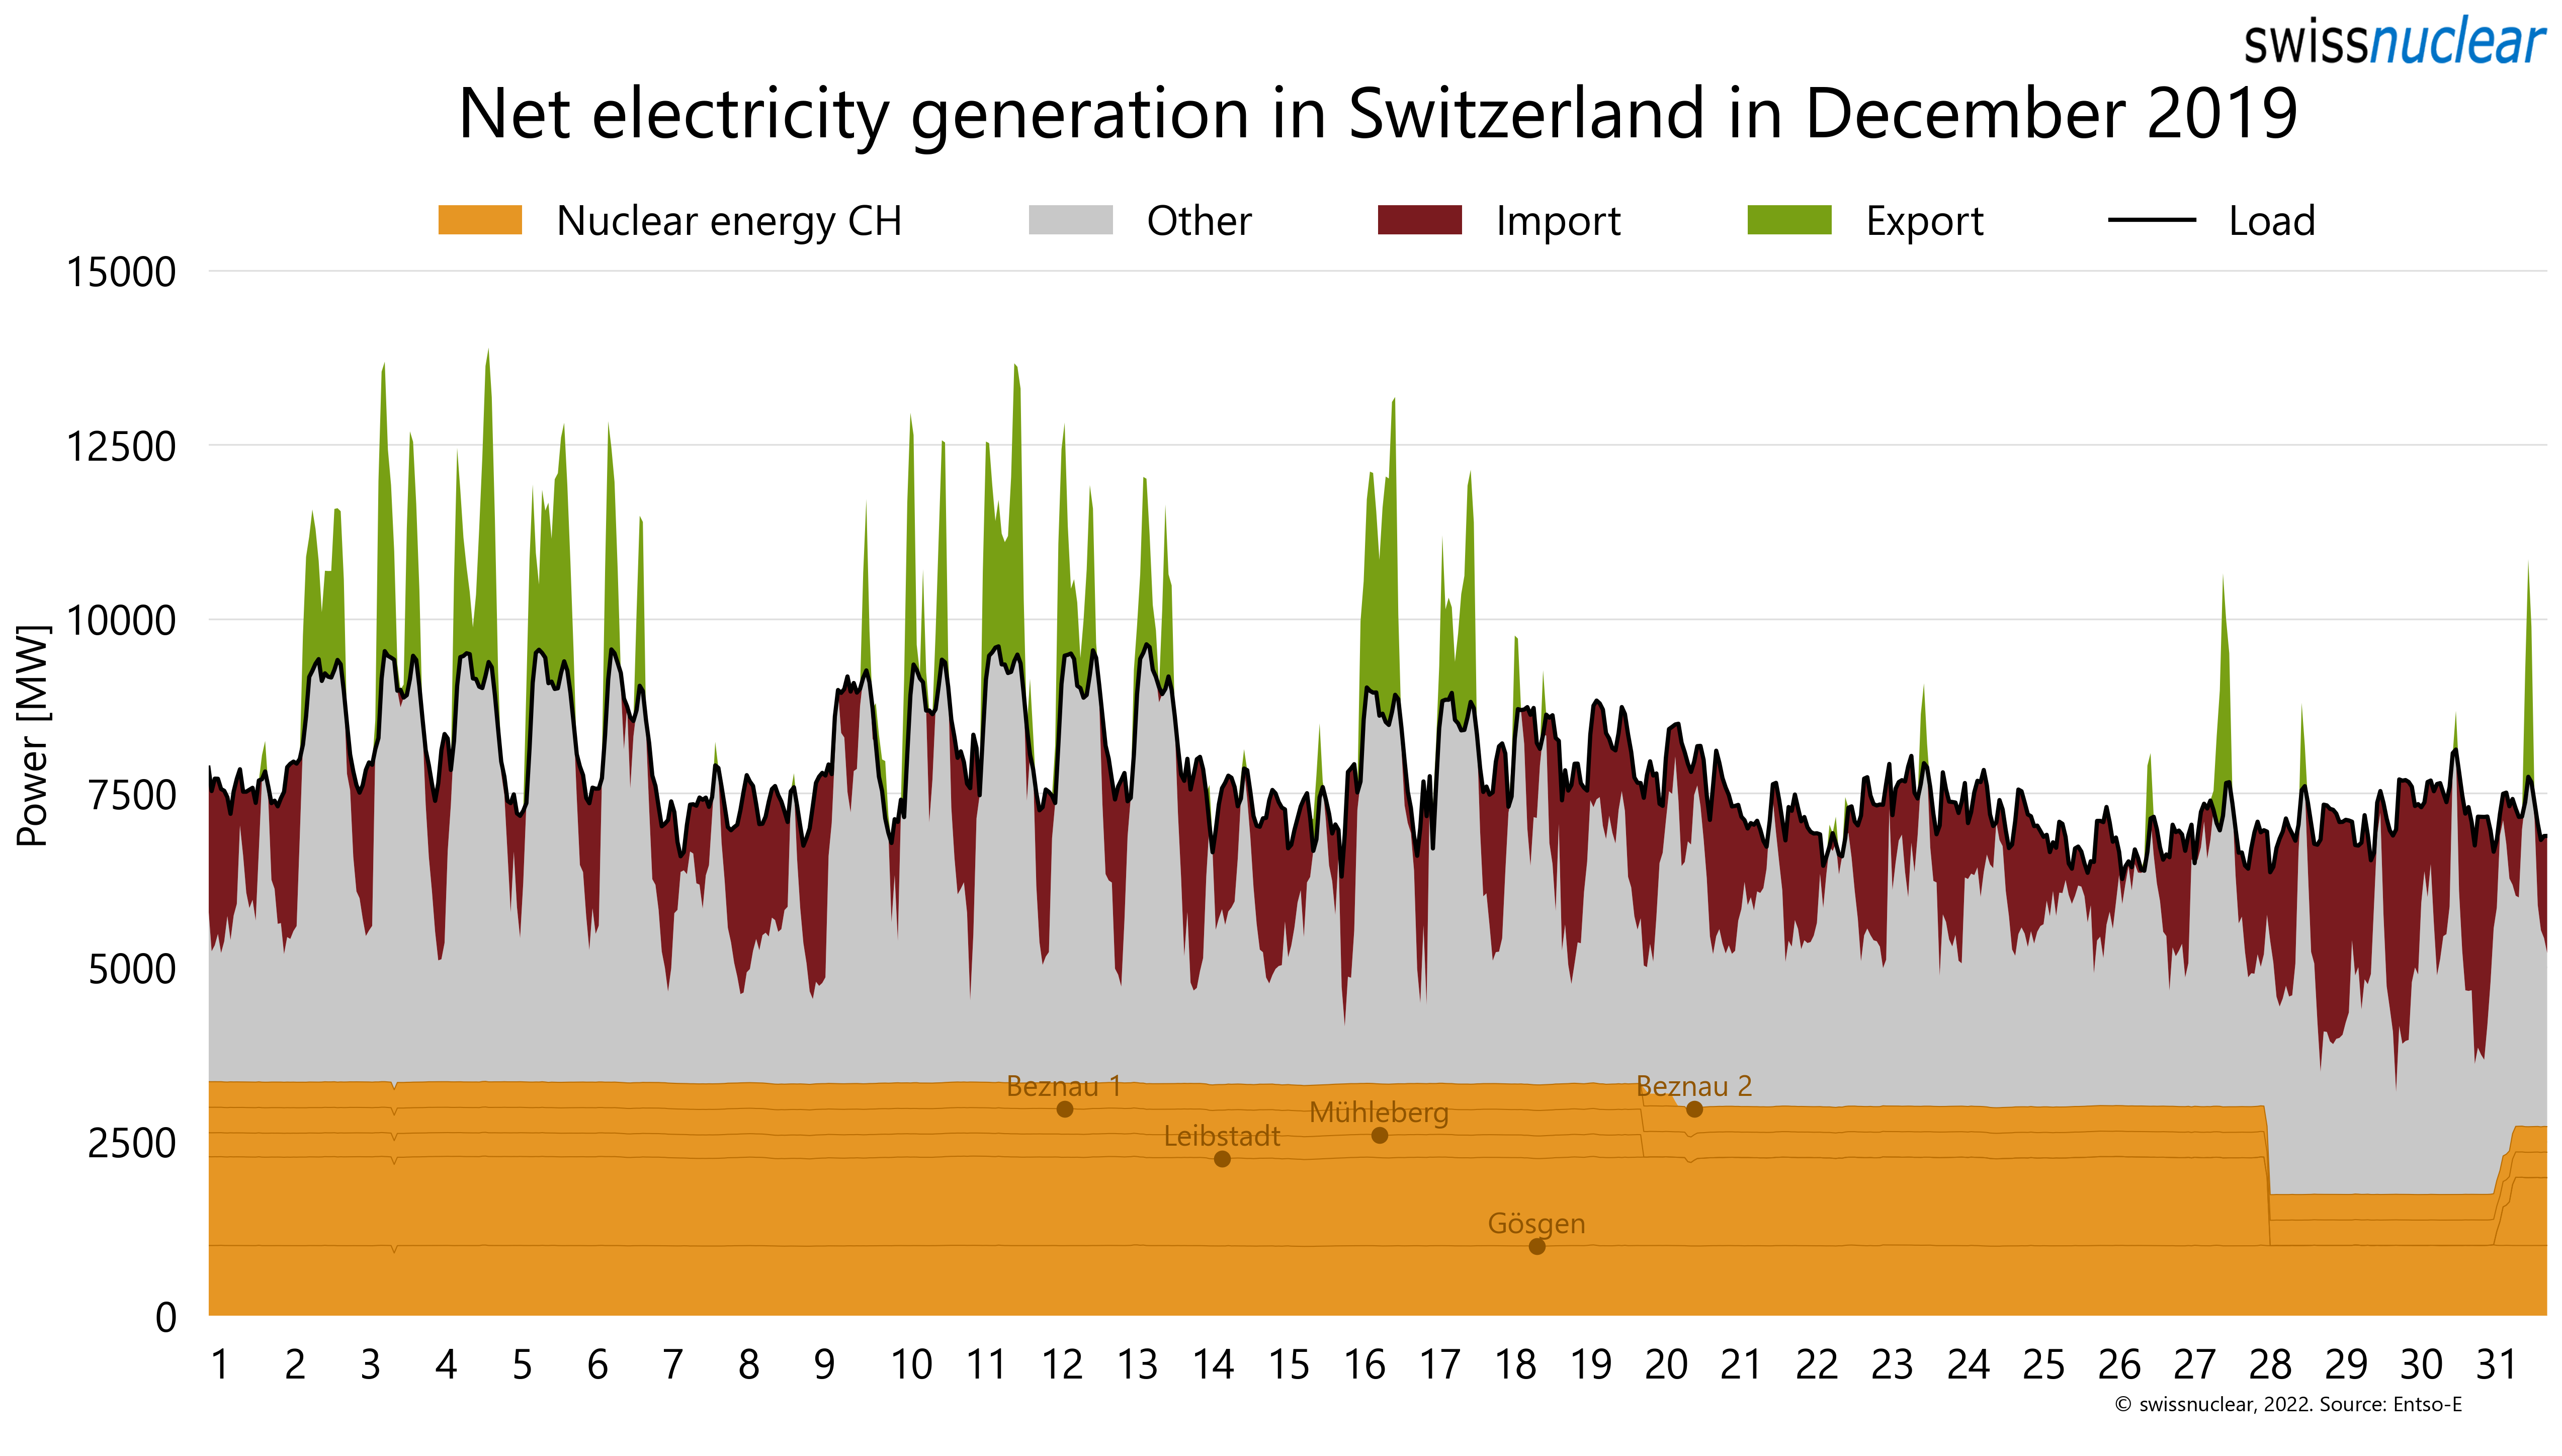 swissnuclear
Net electricity generation in Switzerland in December 2019
Nuclear energy CH Other Import Export Load
15000
12500
10000
7500
5000
2500
0
Power [MW]
Beznau 1
Beznau 2
Mühleberg
Leibstadt
Gösgen
1 2 3 4 5 6 7 8 9 10 11 12 13 14 15 16 17 18 19 20 21 22 23 24 25 26 27 28 29 30 31
© swissnuclear, 2022. Source: Entso-E